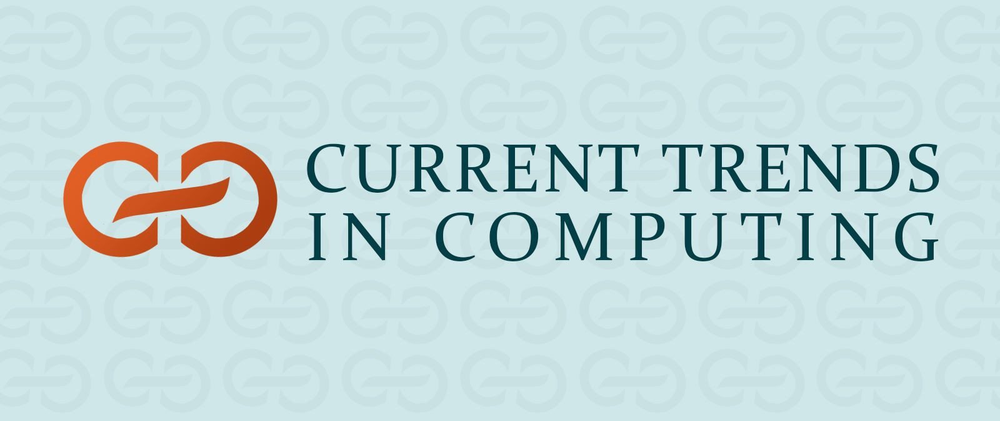 CURRENT TRENDS
IN COMPUTING